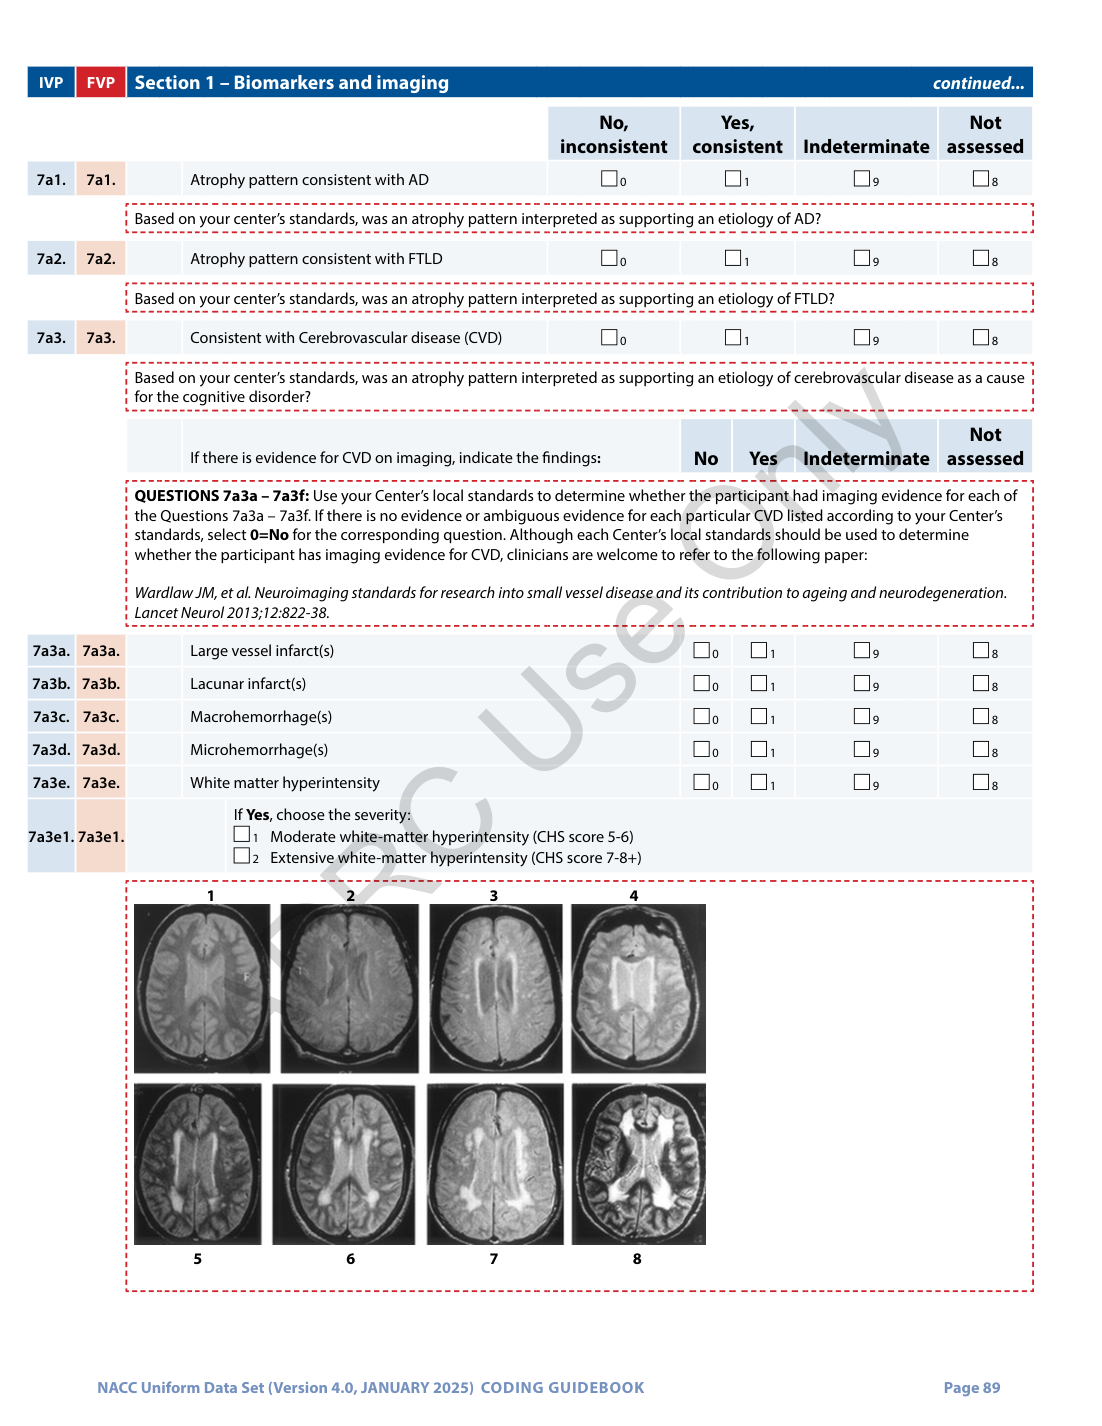 IVP FVP Section 1 – Biomarkers and imaging continued...
No, inconsistent Yes, consistent Indeterminate Not assessed
7a1. 7a1. Atrophy pattern consistent with AD 0 1 9 8
Based on your center's standards, was an atrophy pattern interpreted as supporting an etiology of AD?
7a2. 7a2. Atrophy pattern consistent with FTLD 0 1 9 8
Based on your center's standards, was an atrophy pattern interpreted as supporting an etiology of FTLD?
7a3. 7a3. Consistent with Cerebrovascular disease (CVD) 0 1 9 8
Based on your center's standards, was an atrophy pattern interpreted as supporting an etiology of cerebrovascular disease as a cause
for the cognitive disorder?
If there is evidence for CVD on imaging, indicate the findings: No Yes Indeterminate Not assessed
QUESTIONS 7a3a – 7a3f: Use your Center's local standards to determine whether the participant had imaging evidence for each of
the Questions 7a3a – 7a3f. If there is no evidence or ambiguous evidence for each particular CVD listed according to your Center's
standards, select 0=No for the corresponding question. Although each Center's local standards should be used to determine
whether the participant has imaging evidence for CVD, clinicians are welcome to refer to the following paper:
Wardlaw JM, et al. Neuroimaging standards for research into small vessel disease and its contribution to ageing and neurodegeneration.
Lancet Neurol 2013;12:822-38.
7a3a. 7a3a. Large vessel infarct(s) 0 1 9 8
7a3b. 7a3b. Lacunar infarct(s) 0 1 9 8
7a3c. 7a3c. Macrohemorrhage(s) 0 1 9 8
7a3d. 7a3d. Microhemorrhage(s) 0 1 9 8
7a3e. 7a3e. White matter hyperintensity 0 1 9 8
If Yes, choose the severity:
7a3e1. 7a3e1. 1 Moderate white-matter hyperintensity (CHS score 5-6)
2 Extensive white-matter hyperintensity (CHS score 7-8+)
1 2 3 4
5 6 7 8
RC Use Only
NACC Uniform Data Set (Version 4.0, JANUARY 2025) CODING GUIDEBOOK Page 89